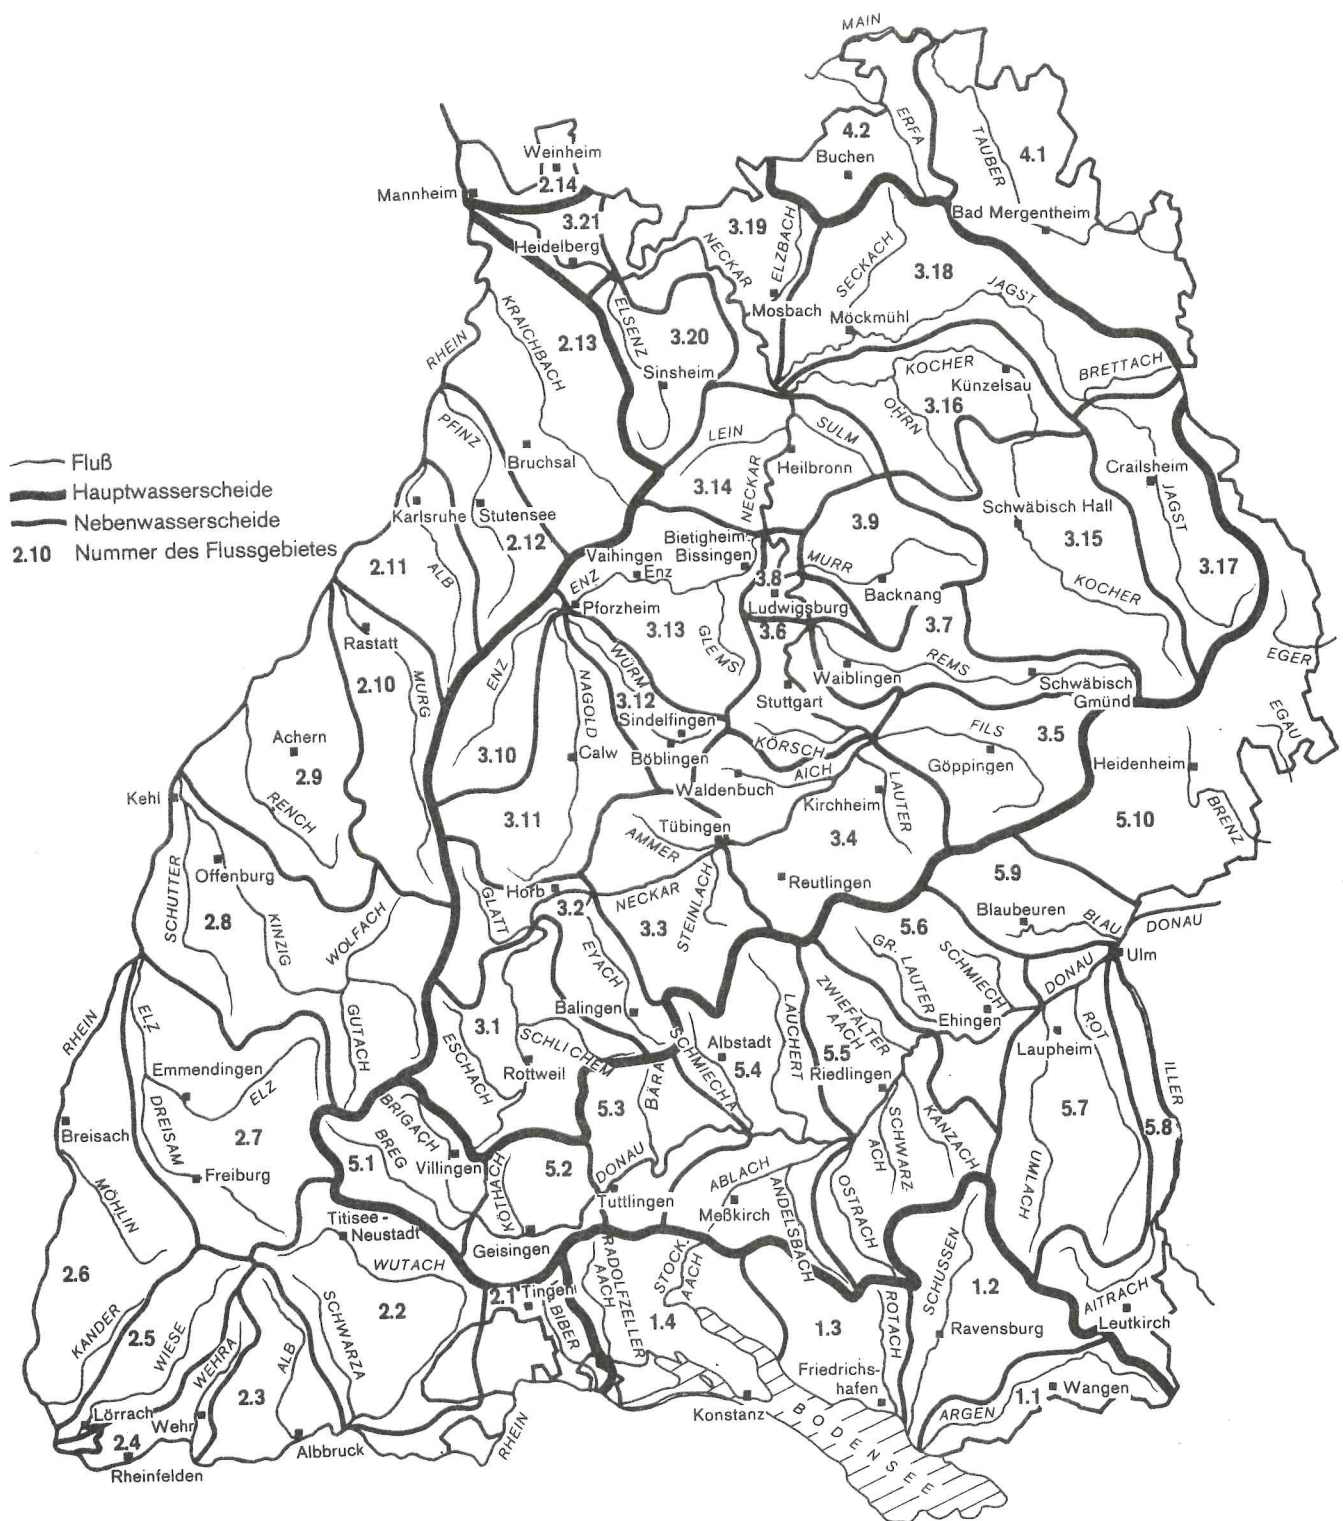 MAIN
ERFA
4.2
Buchen
TAUBER
4.1
Weinheim
2.14
Mannheim
3.21
Heidelberg
3.19
NECKAR
ELZBACH
Bad Mergentheim
SECKACH
3.18
JAGST
Mosbach
Möckmühl
ELSENZ
3.20
Sinsheim
KRAICHBACH
2.13
RHEIN
KOCHER
Künzelsau
BRETTACH
OHRN
3.16
PFINZ
Bruchsal
LEIN
SULM
Heilbronn
3.14
NECKAR
Crailsheim
JAGST
Fluß
Hauptwasserscheide
Nebenwasserscheide
2.10 Nummer des Flussgebietes
Karlsruhe
Stutensee
2.12
2.11
ALB
Schwäbisch Hall
3.15
3.17
KOCHER
3.9
Bietigheim-
Bissingen
Vaihingen
Enz
ENZ
MURR
3.8
Backnang
Ludwigsburg
Pforzheim
3.13
GLEMS
3.6
3.7
Rastatt
2.10
MURG
ENZ
NAGOLD
WÜRM
3.12
Sindelfingen
Böblingen
Stuttgart
Waiblingen
REMS
Schwäbisch
Gmünd
EGER
EGAU
KÖRSCH
AICH
Waldenbuch
FILS
3.5
Göppingen
Heidenheim
BRENZ
5.10
Achern
2.9
RENCH
3.10
Calw
3.11
Kehl
Kirchheim
LAUTER
Tübingen
AMMER
3.4
Reutlingen
SCHUTTER
Offenburg
2.8
KINZIG
WOLFACH
GLATT
Horb
3.2
NECKAR
3.3
STEINLACH
5.9
Blaubeuren
BLAU
DONAU
Ulm
5.6
GR.
LAUTER
SCHMIECH
DONAU
Ehingen
EYACH
Balingen
RHEIN
ELZ
GUTACH
3.1
ESCHACH
SCHLICHEM
Rottweil
SCHMIECHA
Albstadt
5.4
LAUCHERT
ZWIEFALTER
AACH
5.5
Riedlingen
Laupheim
ROT
ILLER
5.7
5.8
UMLACH
Emmendingen
ELZ
DREISAM
2.7
Breisach
Freiburg
MÖHLIN
BRIGACH
BREG
5.1
Villingen
5.2
KÖTHACH
5.3
BÄRA
DONAU
Tuttlingen
ABLACH
Meßkirch
ANDELSBACH
OSTRACH
SCHWARZ-
ACH
KANZACH
Titisee-
Neustadt
Geisingen
WUTACH
2.6
KANDER
2.5
WIESE
WEHRA
ALB
SCHWARZA
2.2
2.1
Tingen
BIBER
RADOLFZELLER
AACH
STOCK-
AACH
1.4
1.3
ROTACH
SCHUSSEN
1.2
Ravensburg
AITRACH
Leutkirch
Friedrichs-
hafen
ARGEN
1.1
Wangen
Lörrach
2.4
Wehr
2.3
Rheinfelden
Albbruck
RHEIN
Konstanz
BODENSEE